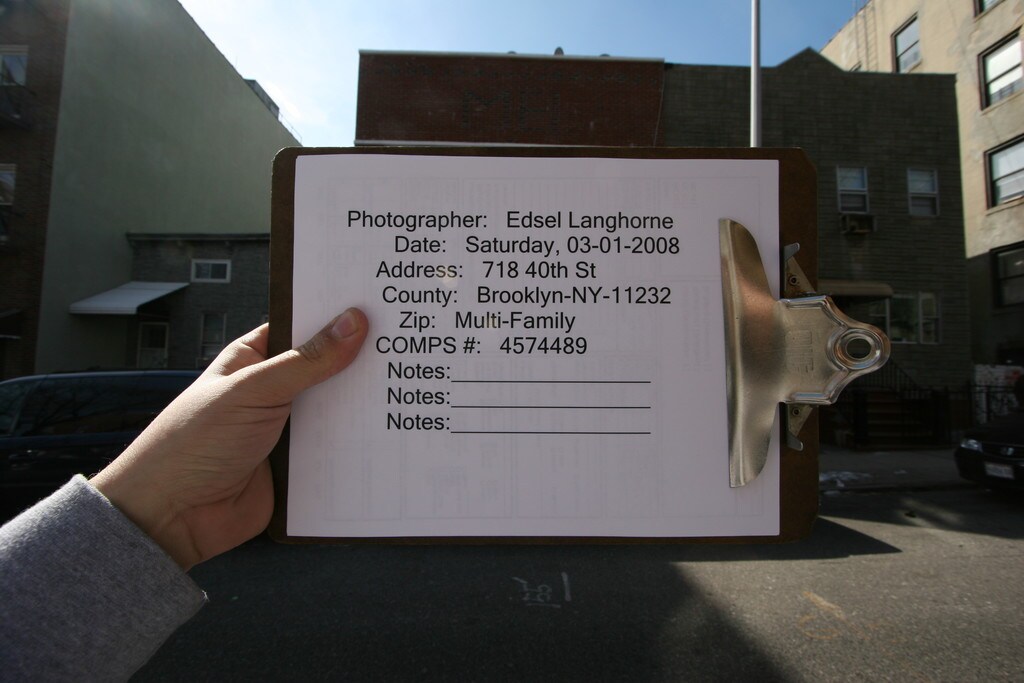 Photographer: Edsel Langhorne
Date: Saturday, 03-01-2008
Address: 718 40th St
County: Brooklyn-NY-11232
Zip: Multi-Family
COMPS #: 4574489
Notes:
Notes:
Notes: